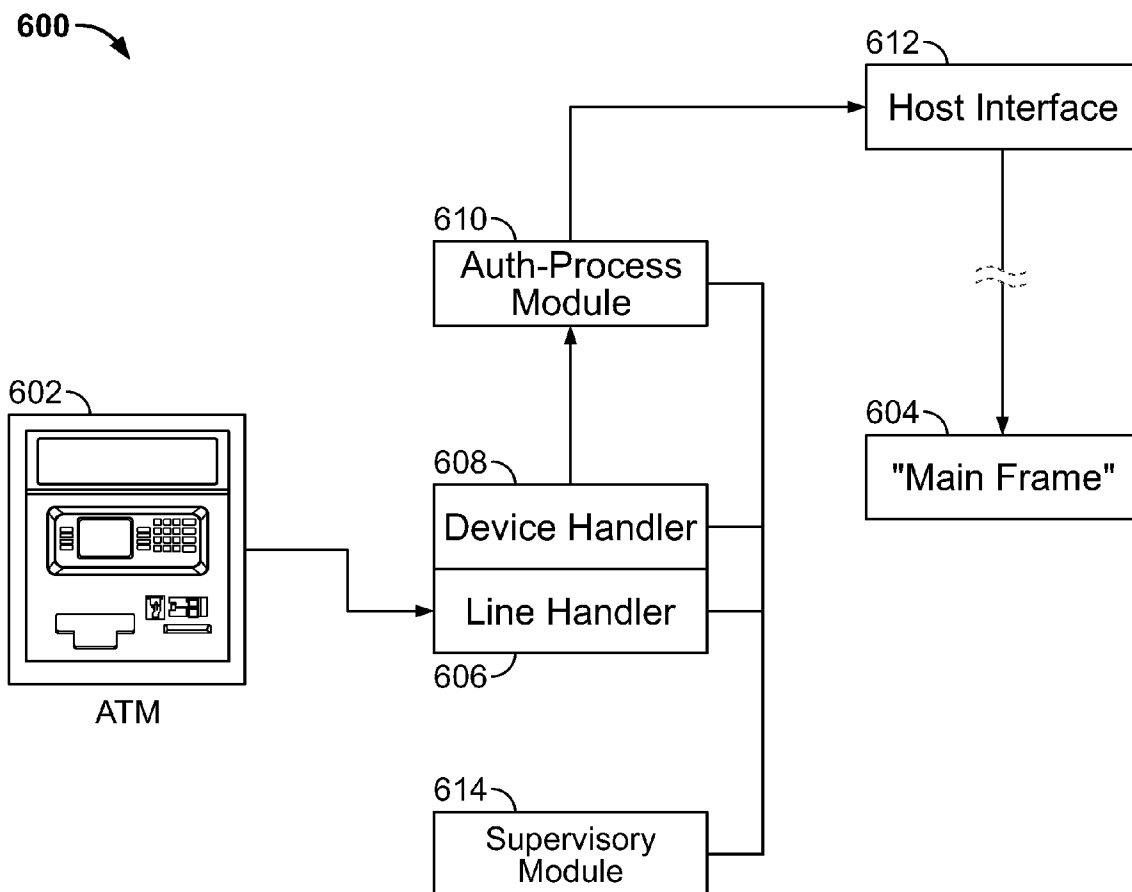 600
612
Host Interface
610
Auth-Process
Module
602
604
"Main Frame"
608
Device Handler
Line Handler
606
ATM
614
Supervisory
Module